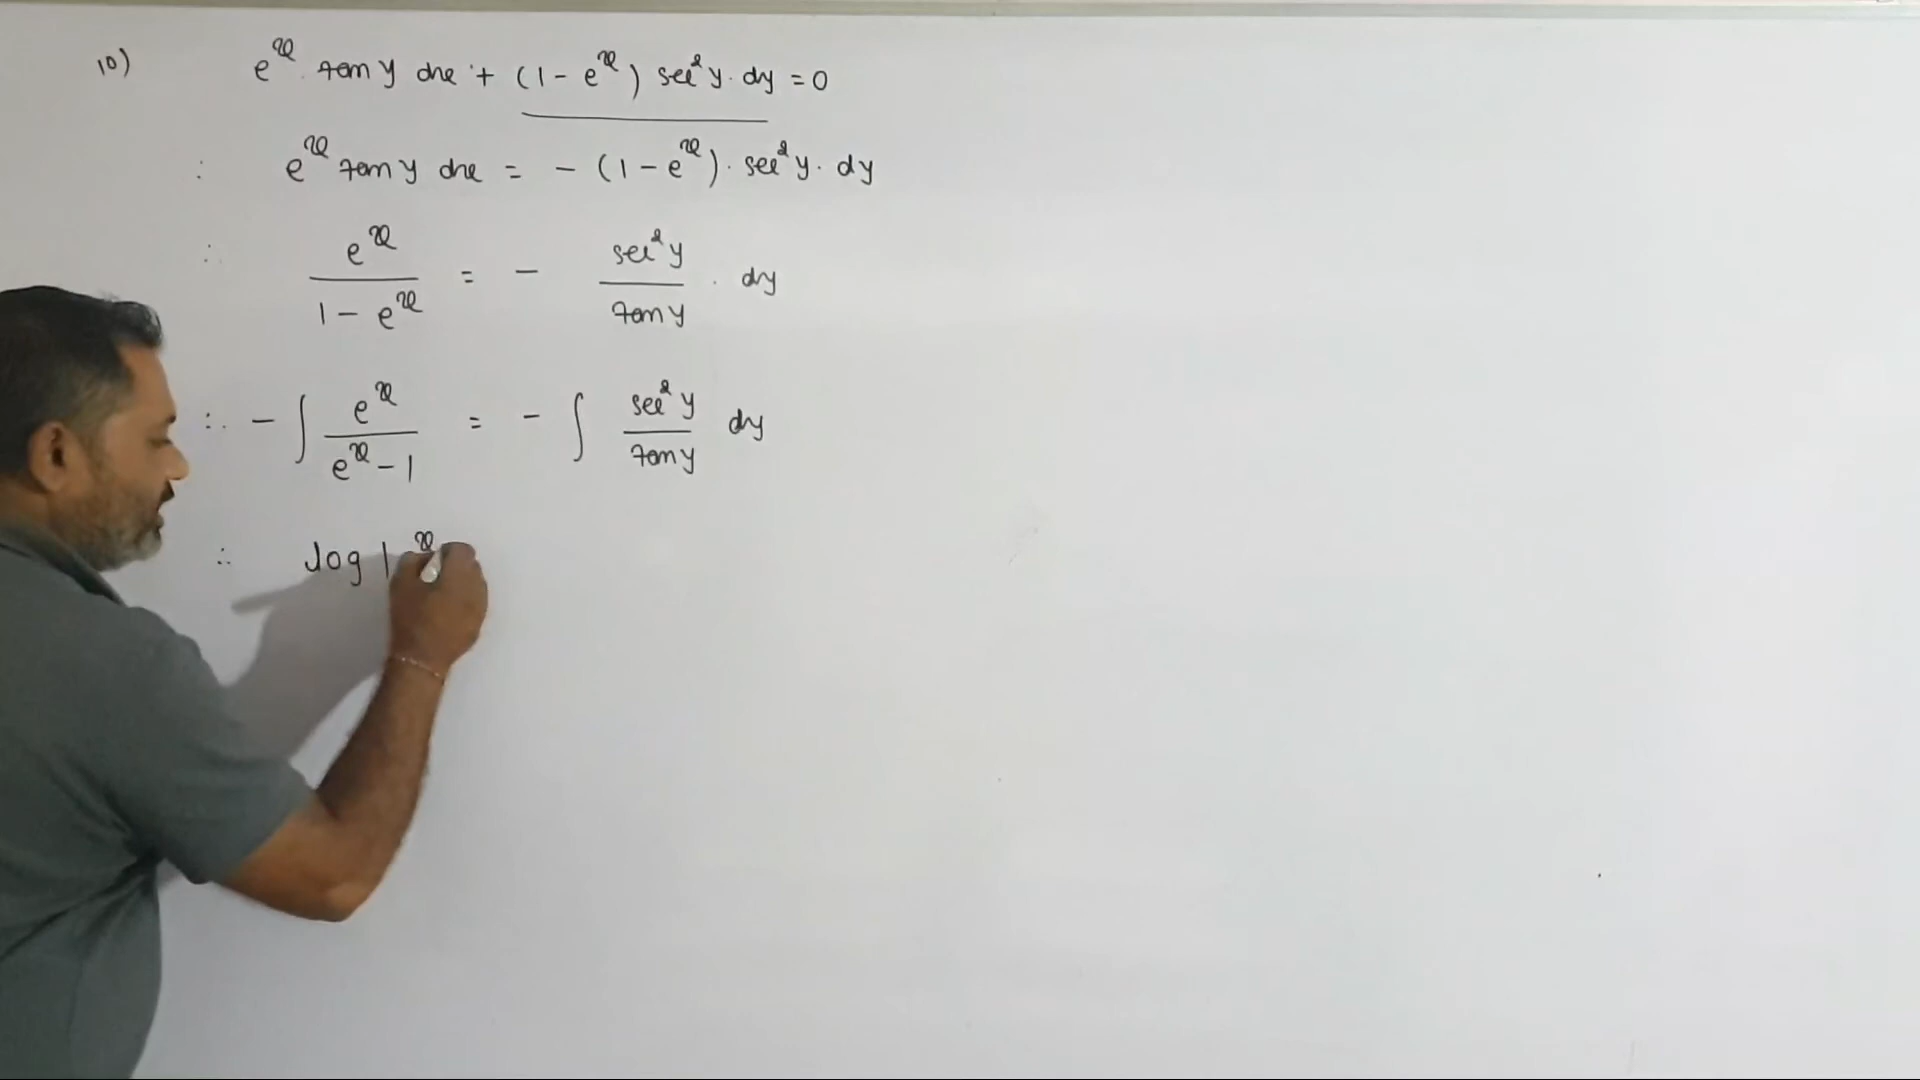 10) e^x tan y dx + (1 - e^x) sec²y. dy = 0
: e^x tan y dx = - (1 - e^x). sec²y. dy
∴ e^x / 1 - e^x = - sec²y / tan y . dy
∴ - ∫ e^x / e^x - 1 = - ∫ sec²y / tan y dy
∴ log | x